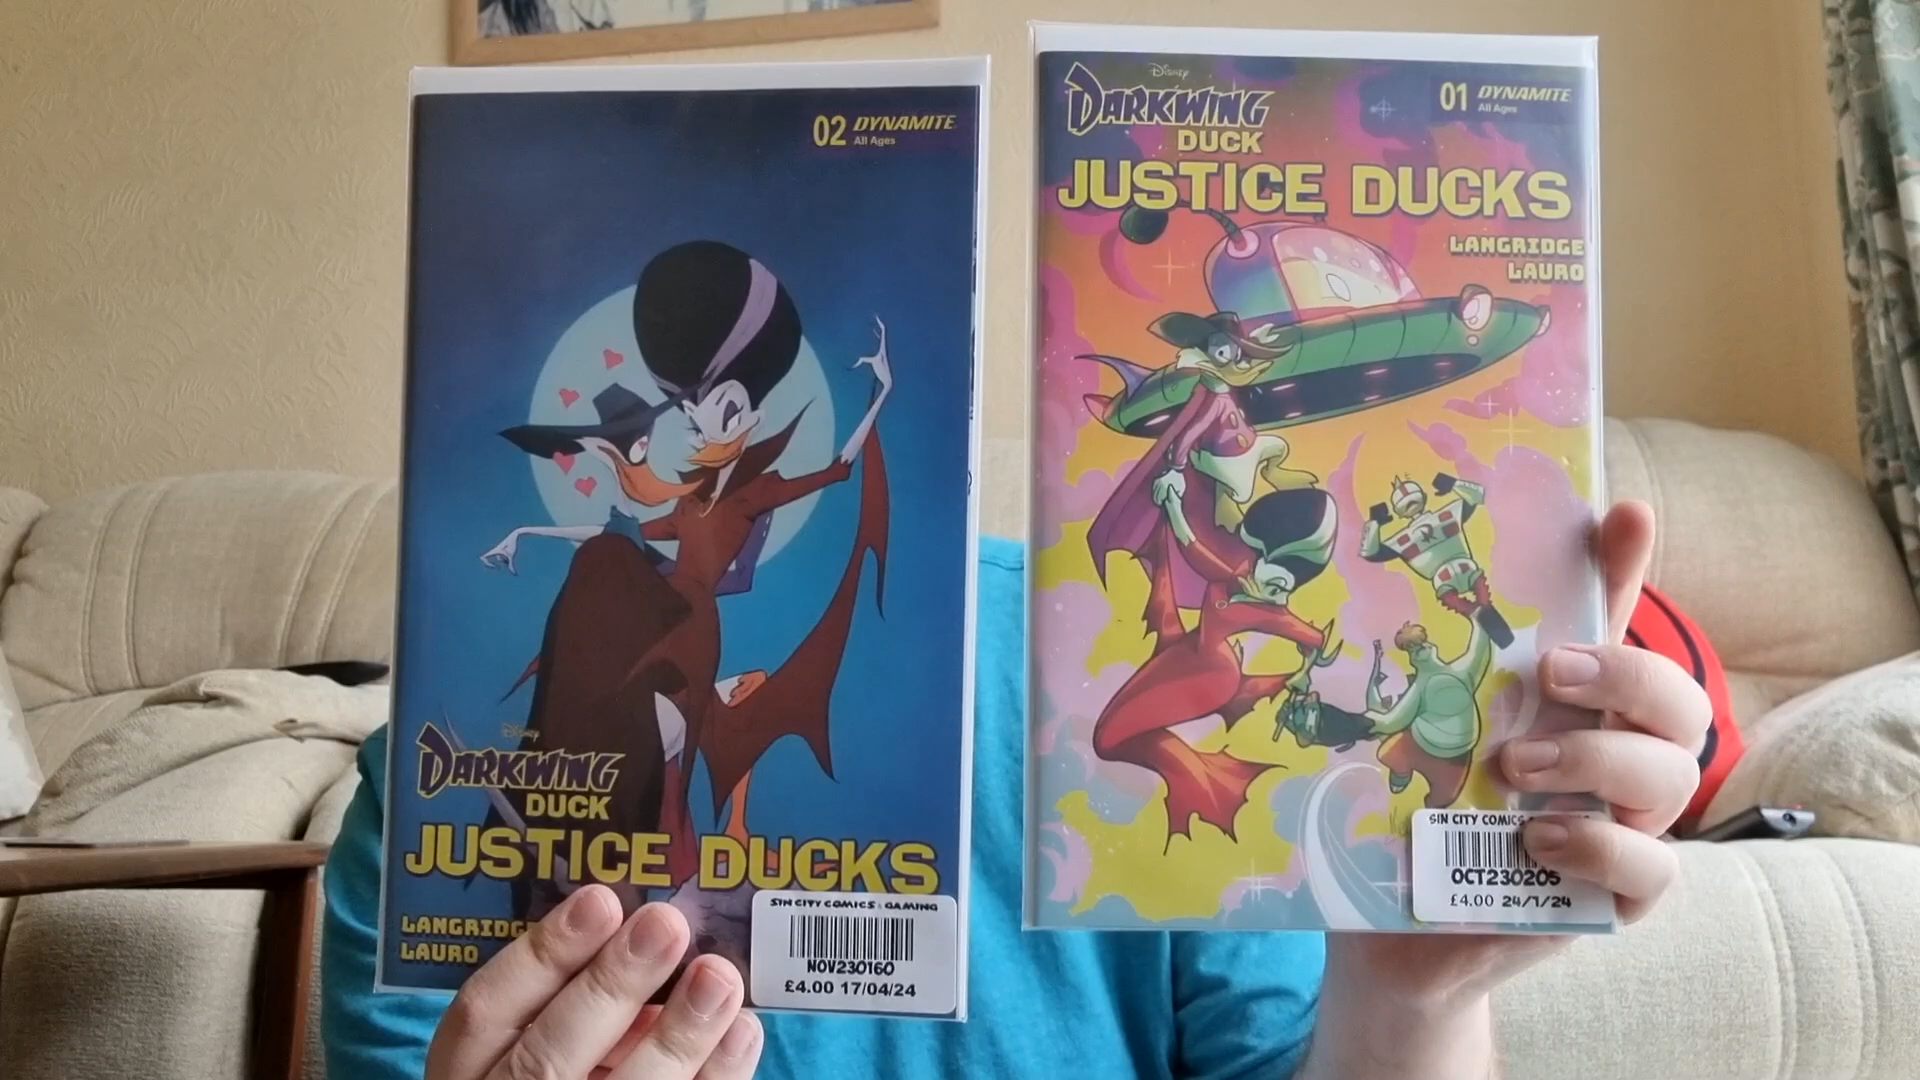 02 DYNAMITE
All Ages
Disney
DARKWING
DUCK
JUSTICE DUCKS
LANGRIDGE
LAURO
SIN CITY COMICS & GAMING
NOV230160
£4.00 17/04/24
Disney
DARKWING
DUCK
JUSTICE DUCKS
01 DYNAMITE
All Ages
LANGRIDGE
LAURO
SIN CITY COMICS
OCT230205
£4.00 24/1/24